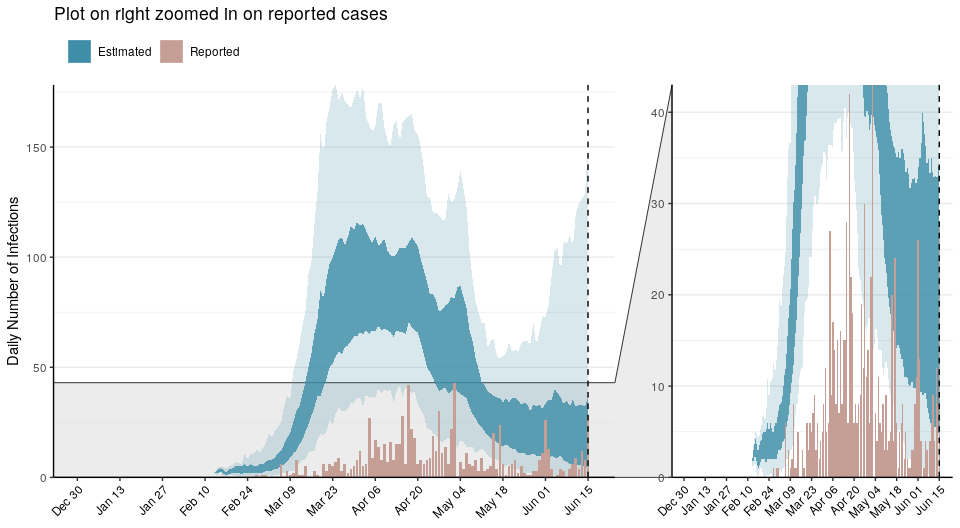 Plot on right zoomed in on reported cases
Estimated Reported
Daily Number of Infections
150
100
50
0
Dec 30 Jan 13 Jan 27 Feb 10 Feb 24 Mar 09 Mar 23 Apr 06 Apr 20 May 04 May 18 Jun 01 Jun 15
40
30
20
10
0
Dec 30 Jan 13 Jan 27 Feb 10 Feb 24 Mar 09 Mar 23 Apr 06 Apr 20 May 04 May 18 Jun 01 Jun 15